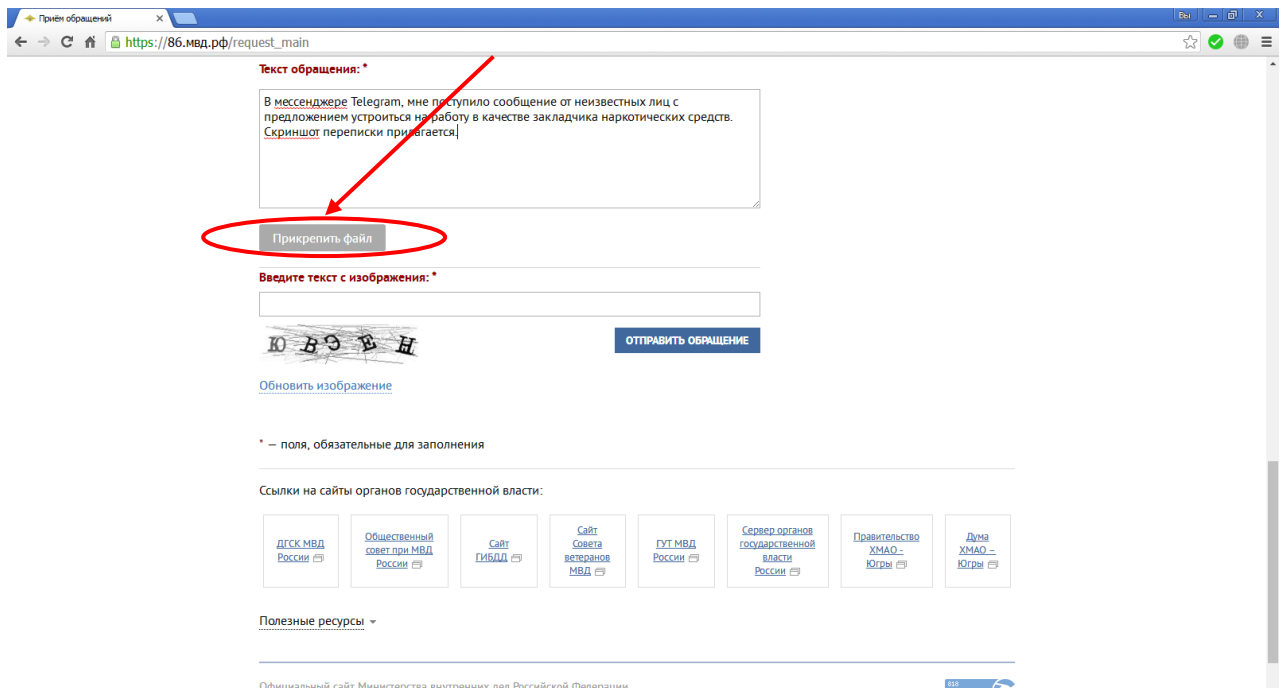 Приём обращений
Вы
https://86.мвд.рф/request_main
Текст обращения: *
В мессенджере Telegram, мне поступило сообщение от неизвестных лиц с
предложением устроиться на работу в качестве закладчика наркотических средств.
Скриншот переписки прилагается.
Прикрепить файл
Введите текст с изображения: *
Ю В Э Е Н
ОТПРАВИТЬ ОБРАЩЕНИЕ
Обновить изображение
* — поля, обязательные для заполнения
Ссылки на сайты органов государственной власти:
ДГСК МВД
России
Общественный
совет при МВД
России
Сайт
ГИБДД
Сайт
Совета
ветеранов
МВД
ГУТ МВД
России
Сервер органов
государственной
власти
России
Правительство
ХМАО -
Югры
Дума
ХМАО –
Югры
Полезные ресурсы
Официальный сайт Министерства внутренних дел Российской Федерации